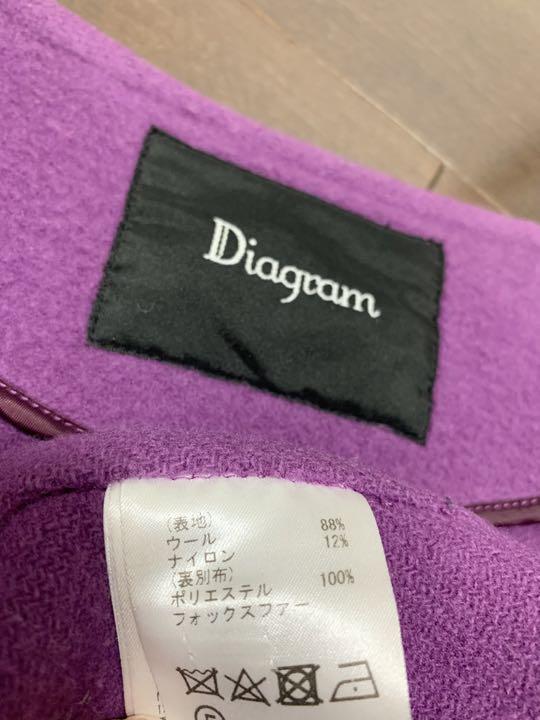 Diagram
(表地)
ウール 88%
ナイロン 12%
(表別布)
ポリエステル 100%
フォックスファー